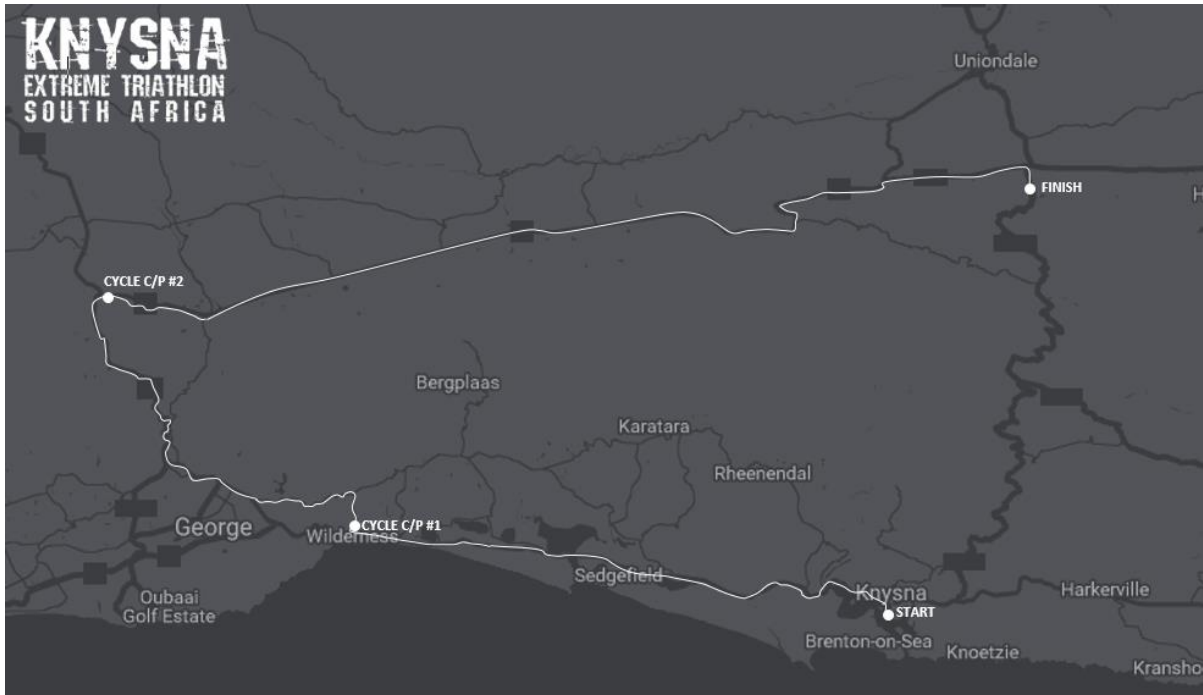 KNYSNA
EXTREME TRIATHLON
SOUTH AFRICA
Uniondale
FINISH
CYCLE C/P #2
Bergplaas
Karatara
Rheenendal
George
Wilderness
CYCLE C/P #1
Sedgefield
Knysna
START
Harkerville
Oubaai
Golf Estate
Brenton-on-Sea
Knoetzie